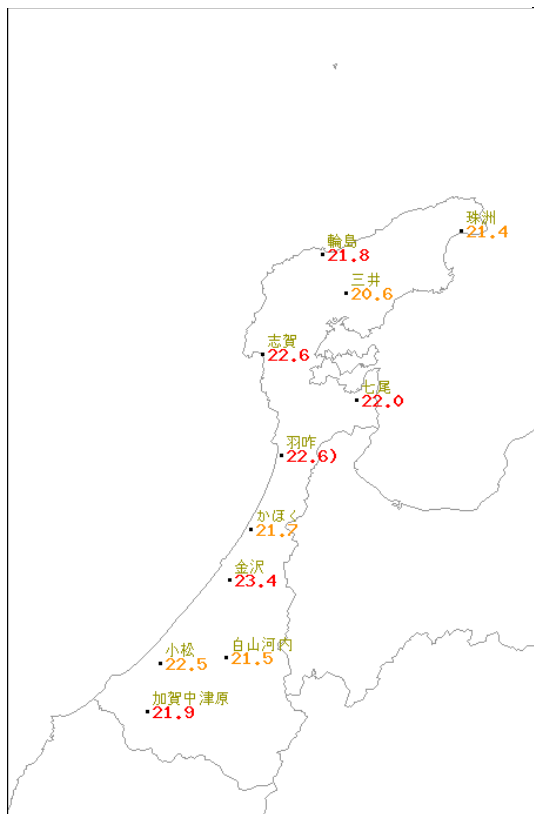 珠洲
21.4
輪島
21.8
三井
20.6
志賀
22.6
七尾
22.0
羽咋
22.6)
かほく
21.7
金沢
23.4
白山河内
21.5
小松
22.5
加賀中津原
21.9